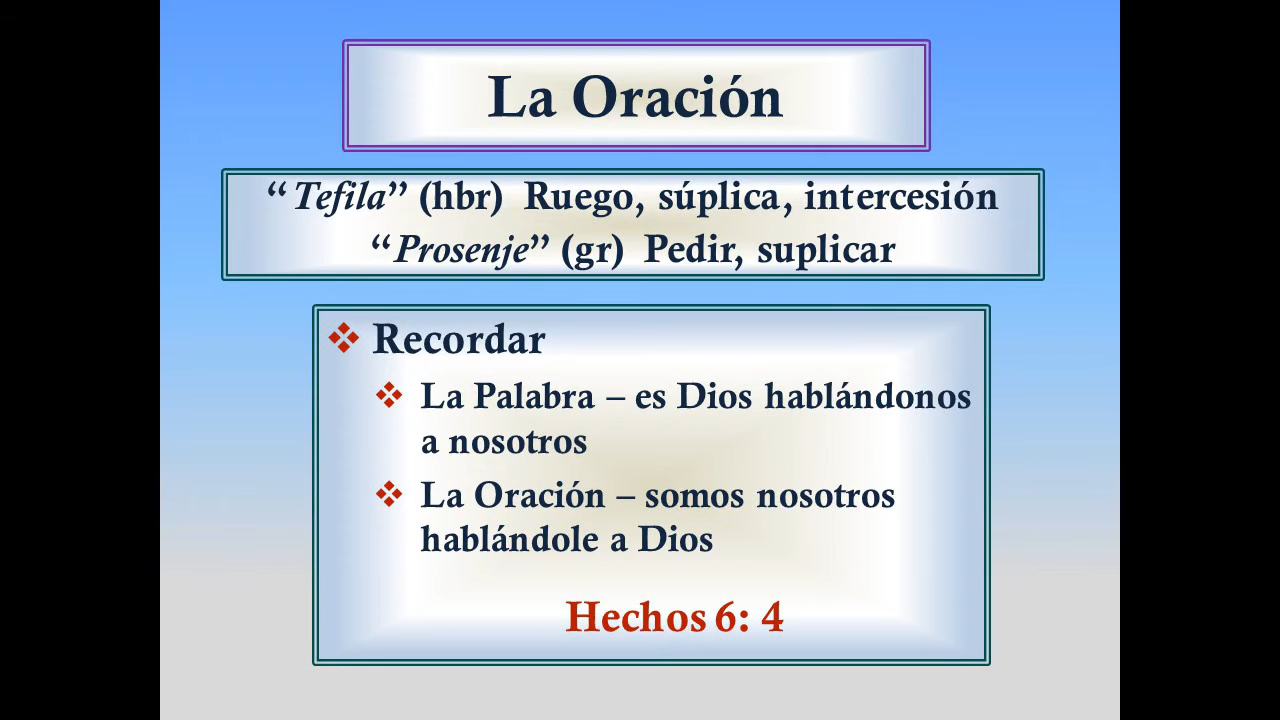 La Oración
“Tefila” (hbr) Ruego, súplica, intercesión
“Prosenje” (gr) Pedir, suplicar
Recordar
La Palabra – es Dios hablándonos
a nosotros
La Oración – somos nosotros
hablándole a Dios
Hechos 6: 4